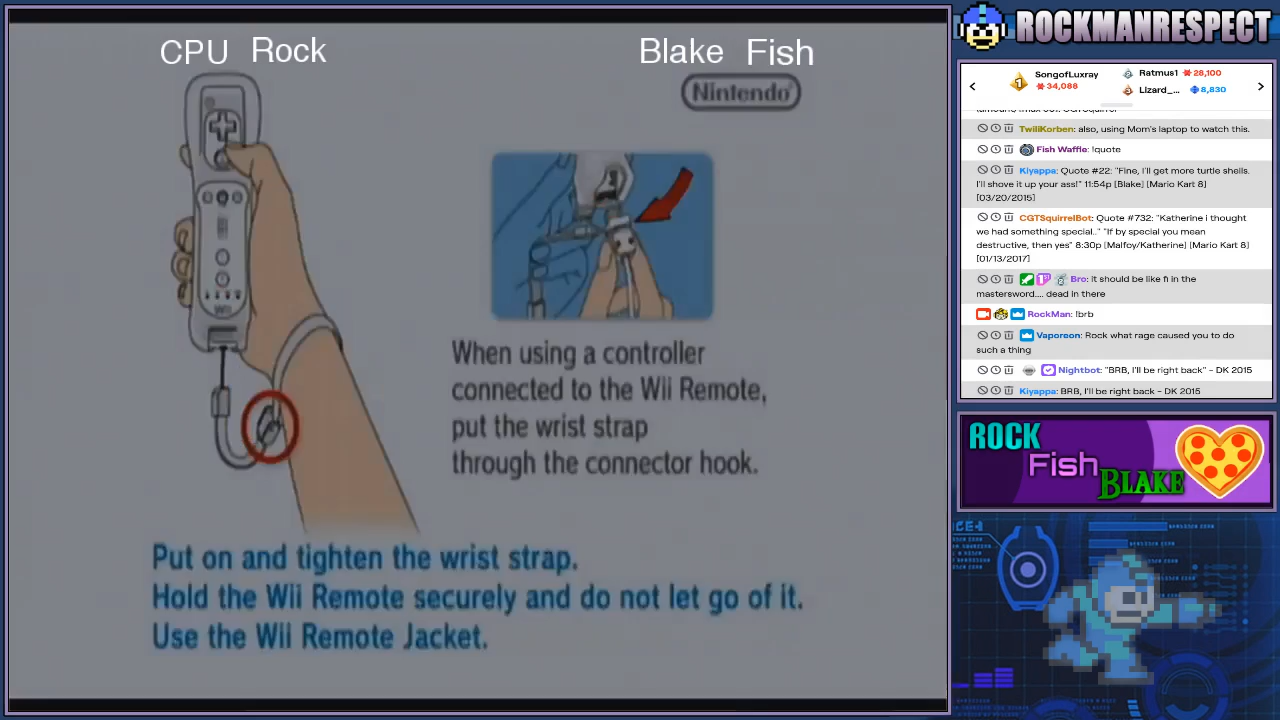 CPU Rock
Blake Fish
Nintendo
Wii
When using a controller
connected to the Wii Remote,
put the wrist strap
through the connector hook.
Put on and tighten the wrist strap.
Hold the Wii Remote securely and do not let go of it.
Use the Wii Remote Jacket.
ROCKMANRESPECT
1 SongofLuxray
34,086
Ratmus1 28,100
Lizard_... 8,830
TwiliKorben: also, using Mom's laptop to watch this.
Fish Waffle: !quote
Kiyappa: Quote #22: "Fine, I'll get more turtle shells.
I'll shove it up your ass!" 11:54p [Blake] [Mario Kart 8]
[03/20/2015]
CGTSquirrelBot: Quote #732: "Katherine i thought
we had something special.." "If by special you mean
destructive, then yes" 8:30p [Malfoy/Katherine] [Mario Kart 8]
[01/13/2017]
Bro: it should be like fi in the
mastersword.... dead in there
RockMan: !brb
Vaporeon: Rock what rage caused you to do
such a thing
Nightbot: "BRB, I'll be right back" - DK 2015
Kiyappa: BRB, I'll be right back - DK 2015
ROCK
Fish
BLAKE